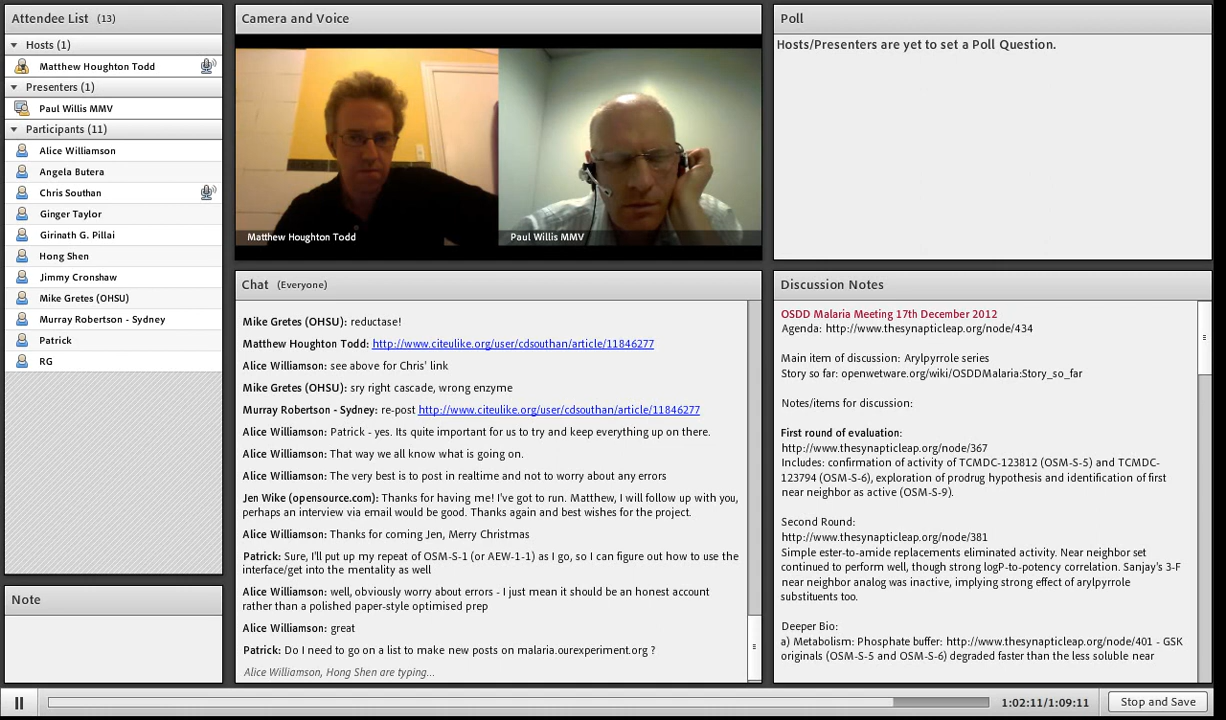 Attendee List (13)
Hosts (1)
Matthew Houghton Todd
Presenters (1)
Paul Willis MMV
Participants (11)
Alice Williamson
Angela Butera
Chris Southan
Ginger Taylor
Girinath G. Pillai
Hong Shen
Jimmy Cronshaw
Mike Gretes (OHSU)
Murray Robertson - Sydney
Patrick
RG
Note
Camera and Voice
Matthew Houghton Todd
Paul Willis MMV
Chat (Everyone)
Mike Gretes (OHSU): reductase!
Matthew Houghton Todd: http://www.citeulike.org/user/cdsouthan/article/11846277
Alice Williamson: see above for Chris' link
Mike Gretes (OHSU): sry right cascade, wrong enzyme
Murray Robertson - Sydney: re-post http://www.citeulike.org/user/cdsouthan/article/11846277
Alice Williamson: Patrick - yes. Its quite important for us to try and keep everything up on there.
Alice Williamson: That way we all know what is going on.
Alice Williamson: The very best is to post in realtime and not to worry about any errors
Jen Wike (opensource.com): Thanks for having me! I've got to run. Matthew, I will follow up with you,
perhaps an interview via email would be good. Thanks again and best wishes for the project.
Alice Williamson: Thanks for coming Jen, Merry Christmas
Patrick: Sure, I'll put up my repeat of OSM-S-1 (or AEW-1-1) as I go, so I can figure out how to use the
interface/get into the mentality as well
Alice Williamson: well, obviously worry about errors - I just mean it should be an honest account
rather than a polished paper-style optimised prep
Alice Williamson: great
Patrick: Do I need to go on a list to make new posts on malaria.ourexperiment.org ?
Alice Williamson, Hong Shen are typing...
Poll
Hosts/Presenters are yet to set a Poll Question.
Discussion Notes
OSDD Malaria Meeting 17th December 2012
Agenda: http://www.thesynapticleap.org/node/434
Main item of discussion: Arylpyrrole series
Story so far: openwetware.org/wiki/OSDDMalaria:Story_so_far
Notes/items for discussion:
First round of evaluation:
http://www.thesynapticleap.org/node/367
Includes: confirmation of activity of TCMDC-123812 (OSM-S-5) and TCMDC-
123794 (OSM-S-6), exploration of prodrug hypothesis and identification of first
near neighbor as active (OSM-S-9).
Second Round:
http://www.thesynapticleap.org/node/381
Simple ester-to-amide replacements eliminated activity. Near neighbor set
continued to perform well, though strong logP-to-potency correlation. Sanjay's 3-F
near neighbor analog was inactive, implying strong effect of arylpyrrole
substituents too.
Deeper Bio:
a) Metabolism: Phosphate buffer: http://www.thesynapticleap.org/node/401 - GSK
originals (OSM-S-5 and OSM-S-6) degraded faster than the less soluble near
1:02:11/1:09:11
Stop and Save